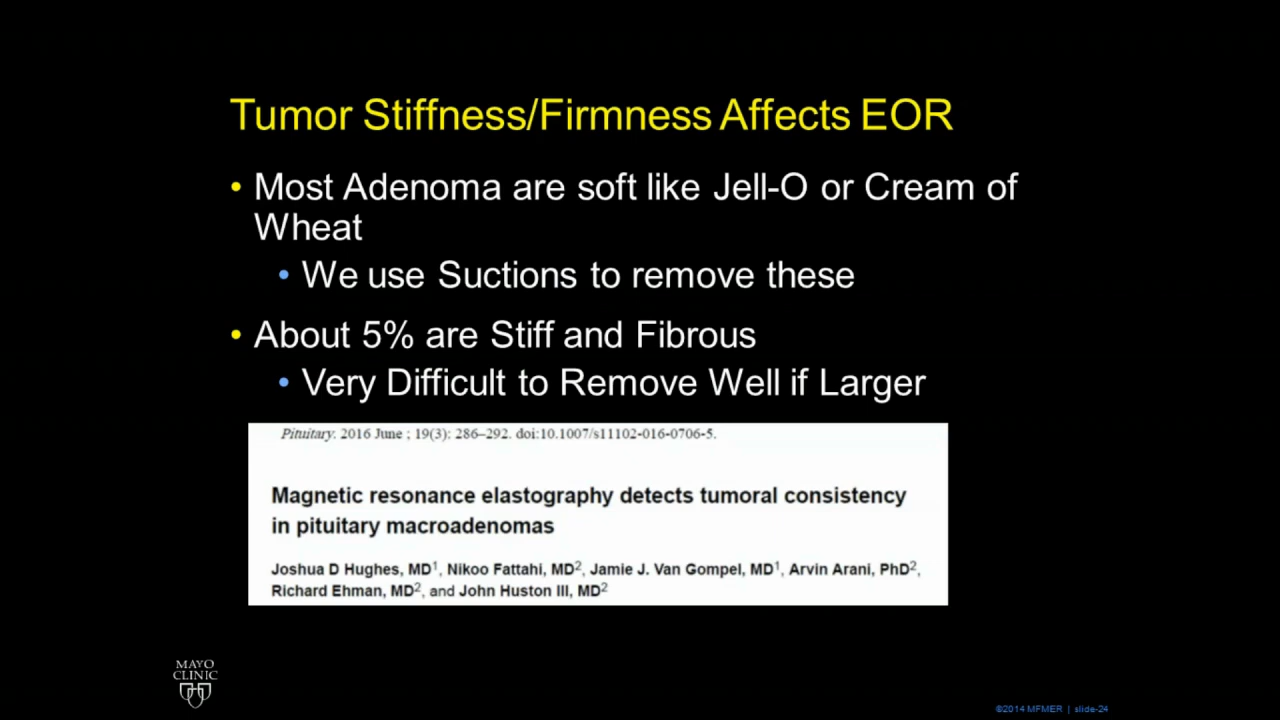 Tumor Stiffness/Firmness Affects EOR
• Most Adenoma are soft like Jell-O or Cream of
Wheat
• We use Suctions to remove these
• About 5% are Stiff and Fibrous
• Very Difficult to Remove Well if Larger
Pituitary. 2016 June ; 19(3): 286–292. doi:10.1007/s11102-016-0706-5.
Magnetic resonance elastography detects tumoral consistency
in pituitary macroadenomas
Joshua D Hughes, MD1, Nikoo Fattahi, MD2, Jamie J. Van Gompel, MD1, Arvin Arani, PhD2,
Richard Ehman, MD2, and John Huston III, MD2
MAYO
CLINIC
©2014 MFMER | slide-24